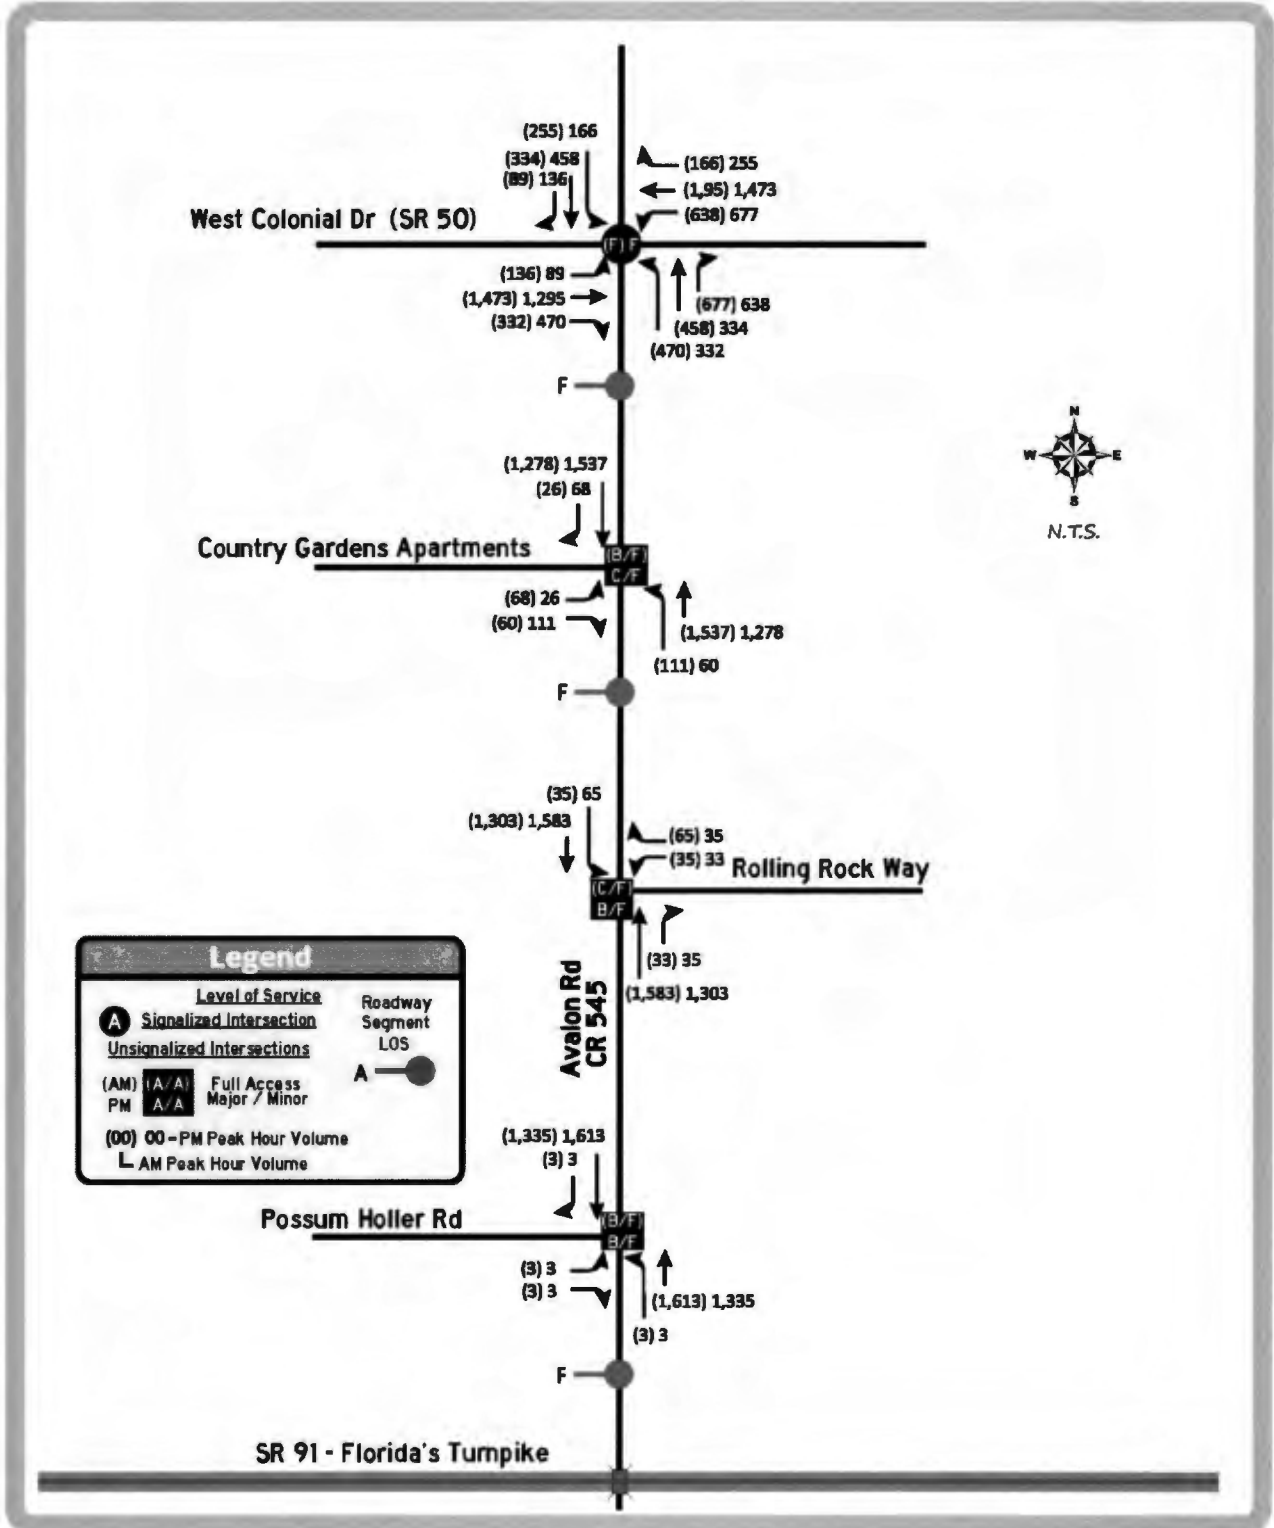 (255) 166
(334) 458
(89) 136
(166) 255
(1,95) 1,473
(638) 677
West Colonial Dr (SR 50)
(F) F
(136) 89
(1,473) 1,295
(332) 470
(677) 638
(458) 334
(470) 332
F
N
W E
S
N.T.S.
(1,278) 1,537
(26) 68
Country Gardens Apartments
(B/F)
C/F
(68) 26
(60) 111
(1,537) 1,278
(111) 60
F
(35) 65
(1,303) 1,583
(65) 35
(35) 33
Rolling Rock Way
(C/F)
B/F
(33) 35
(1,583) 1,303
Avalon Rd
CR 545
Legend
Level of Service
A Signalized Intersection
Unsignalized Intersections
(AM) (A/A) Full Access
PM A/A Major / Minor
Roadway
Segment
LOS
A
(00) 00-PM Peak Hour Volume
AM Peak Hour Volume
(1,335) 1,613
(3) 3
Possum Holler Rd
(B/F)
B/F
(3) 3
(3) 3
(1,613) 1,335
(3) 3
F
SR 91 - Florida's Turnpike